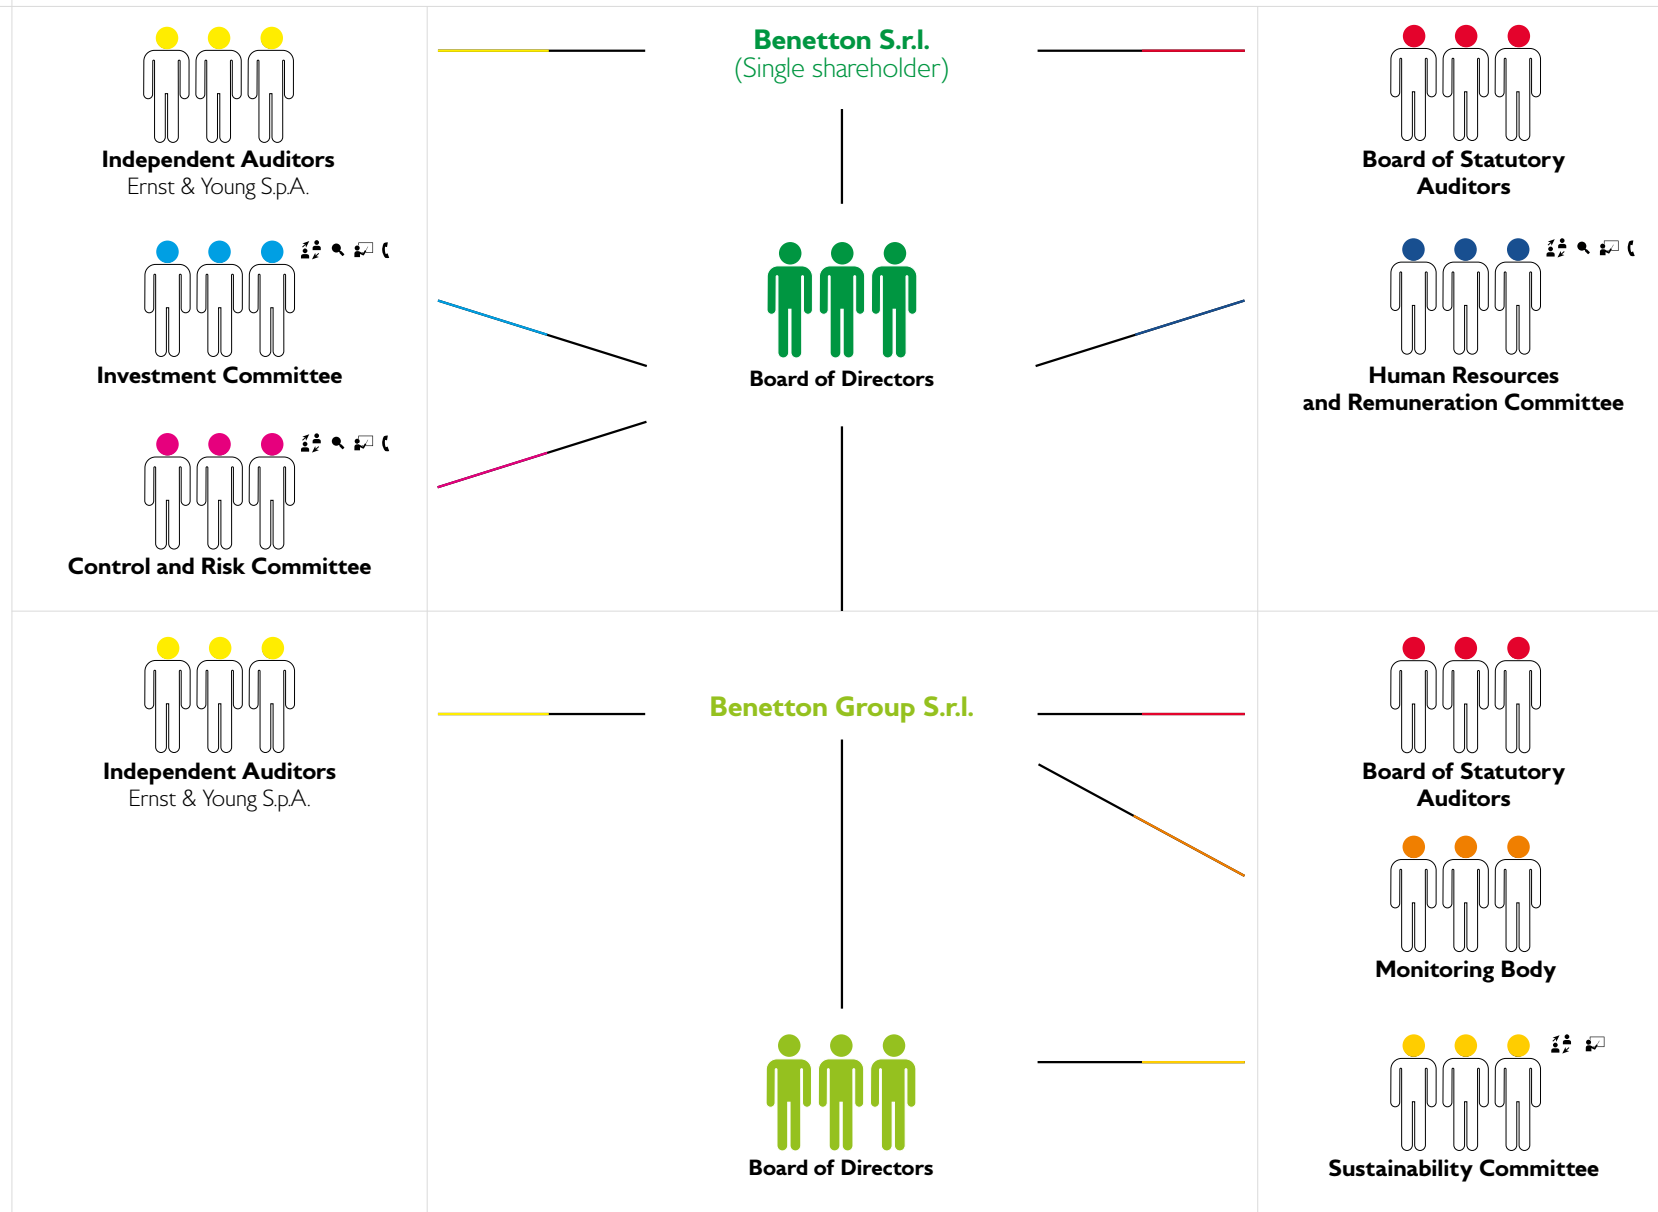 Benetton S.r.l.
(Single shareholder)
Independent Auditors
Ernst & Young S.p.A.
Board of Statutory
Auditors
Investment Committee
Board of Directors
Human Resources
and Remuneration Committee
Control and Risk Committee
Benetton Group S.r.l.
Independent Auditors
Ernst & Young S.p.A.
Board of Statutory
Auditors
Monitoring Body
Board of Directors
Sustainability Committee